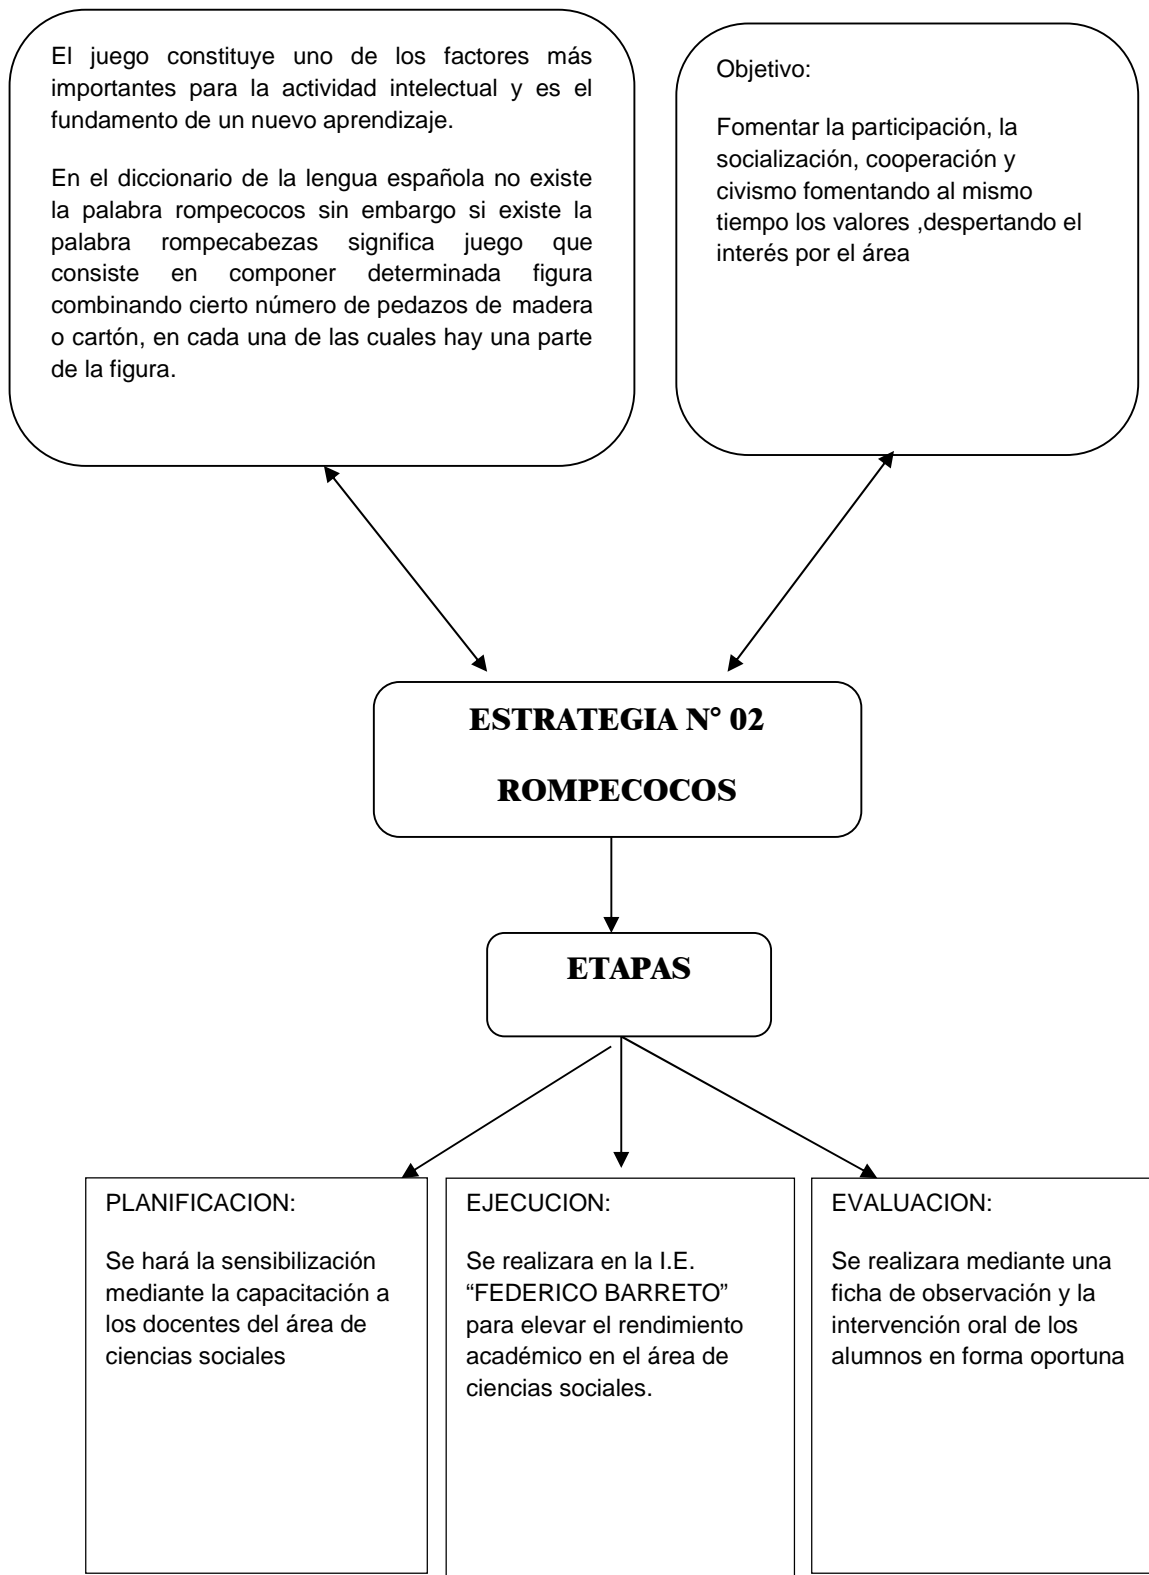 El juego constituye uno de los factores más
importantes para la actividad intelectual y es el
fundamento de un nuevo aprendizaje.
En el diccionario de la lengua española no existe
la palabra rompecocos sin embargo si existe la
palabra rompecabezas significa juego que
consiste en componer determinada figura
combinando cierto número de pedazos de madera
o cartón, en cada una de las cuales hay una parte
de la figura.
Objetivo:
Fomentar la participación, la
socialización, cooperación y
civismo fomentando al mismo
tiempo los valores ,despertando el
interés por el área
ESTRATEGIA N° 02
ROMPECOCOS
ETAPAS
PLANIFICACION:
Se hará la sensibilización
mediante la capacitación a
los docentes del área de
ciencias sociales
EJECUCION:
Se realizara en la I.E.
“FEDERICO BARRETO”
para elevar el rendimiento
académico en el área de
ciencias sociales.
EVALUACION:
Se realizara mediante una
ficha de observación y la
intervención oral de los
alumnos en forma oportuna